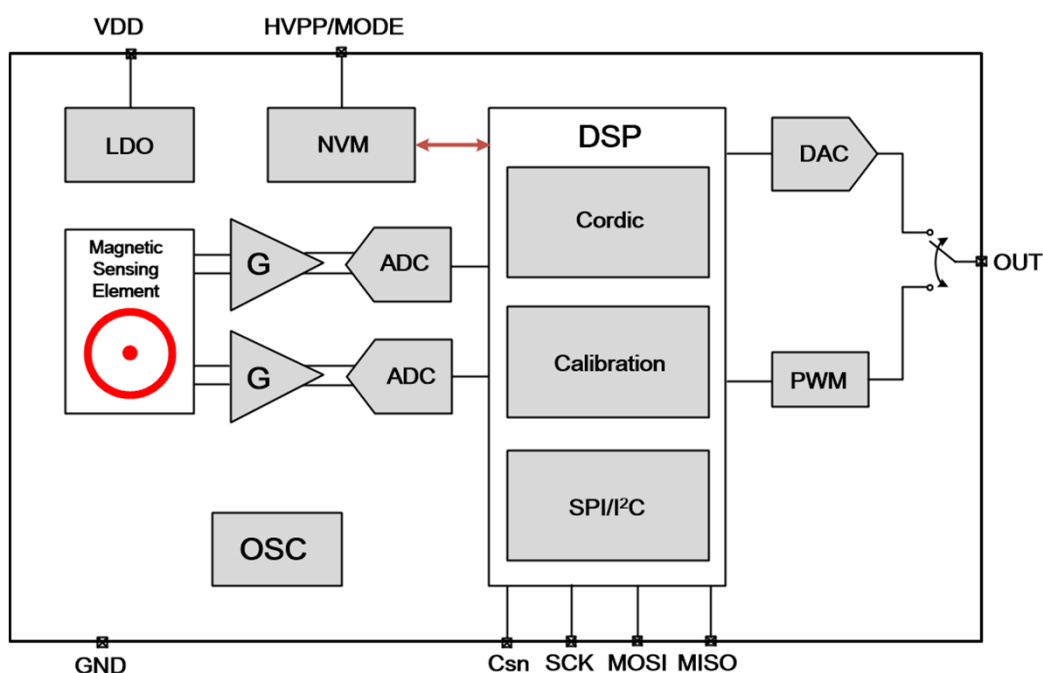 VDD
HVPP/MODE
LDO
NVM
DSP
DAC
Cordic
Magnetic
Sensing
Element
G
ADC
OUT
G
ADC
Calibration
PWM
SPI/I²C
OSC
GND
Csn
SCK
MOSI
MISO